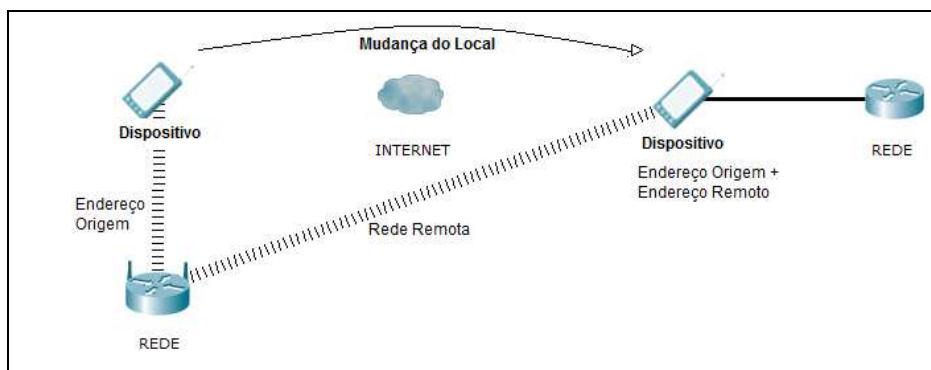 Mudança do Local
Dispositivo
INTERNET
Dispositivo
REDE
Endereço Origem +
Endereço Remoto
Endereço
Origem
Rede Remota
REDE